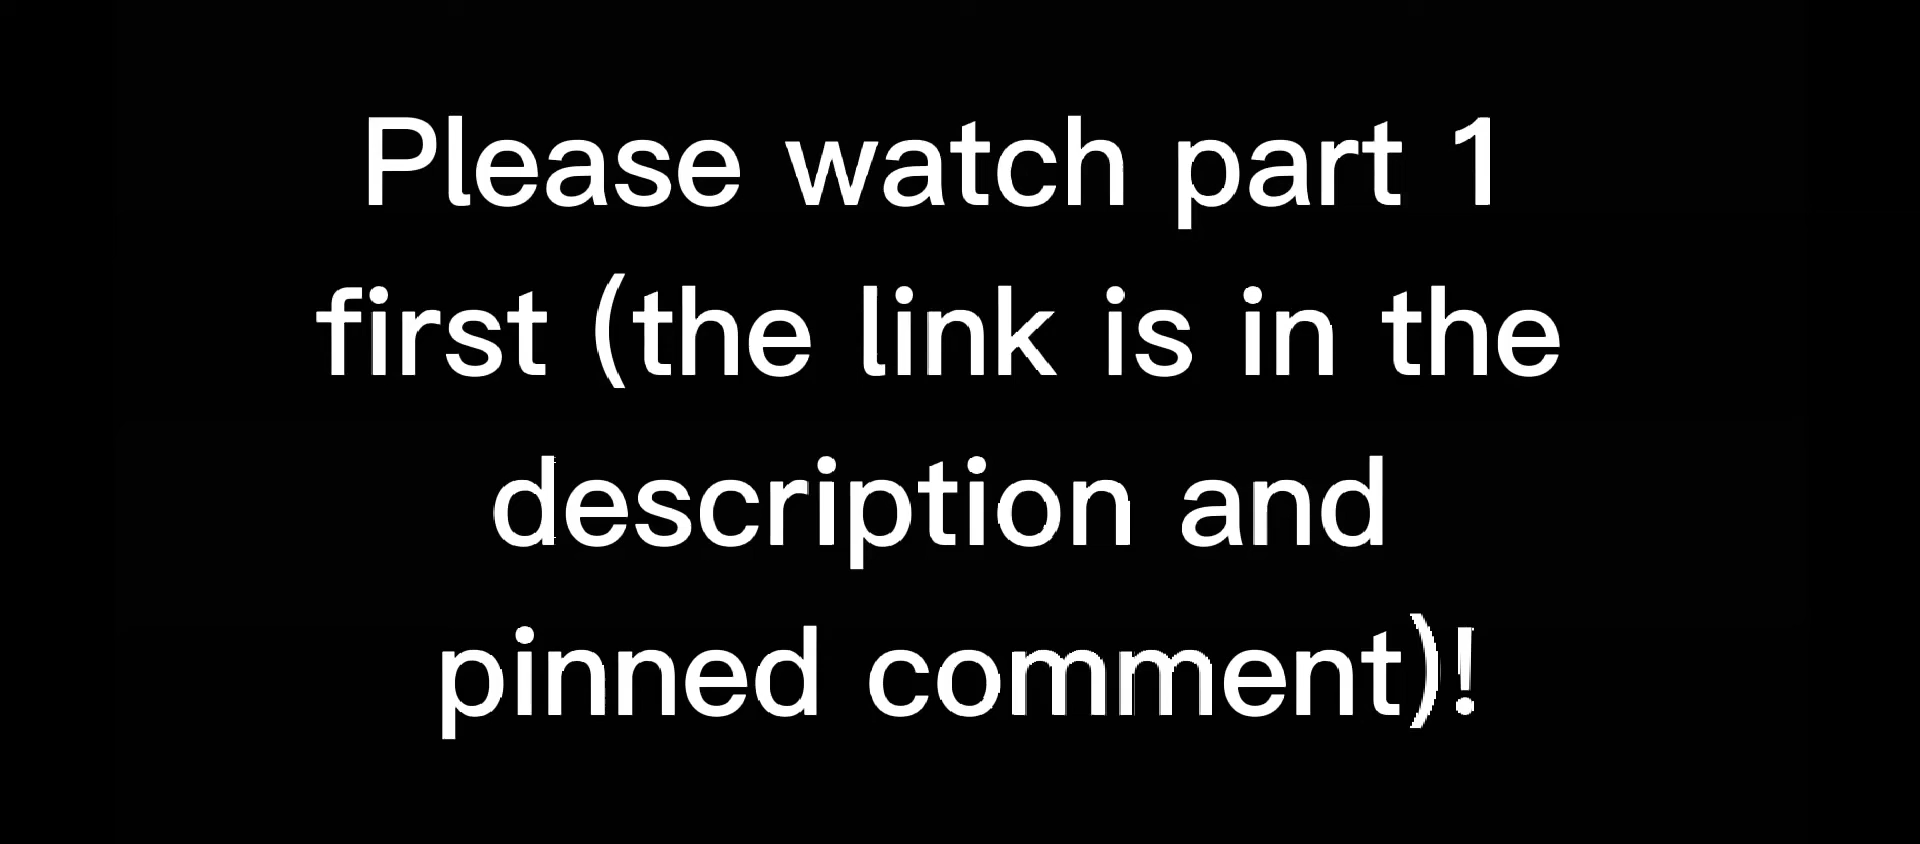 Please watch part 1
first (the link is in the
description and
pinned comment)!